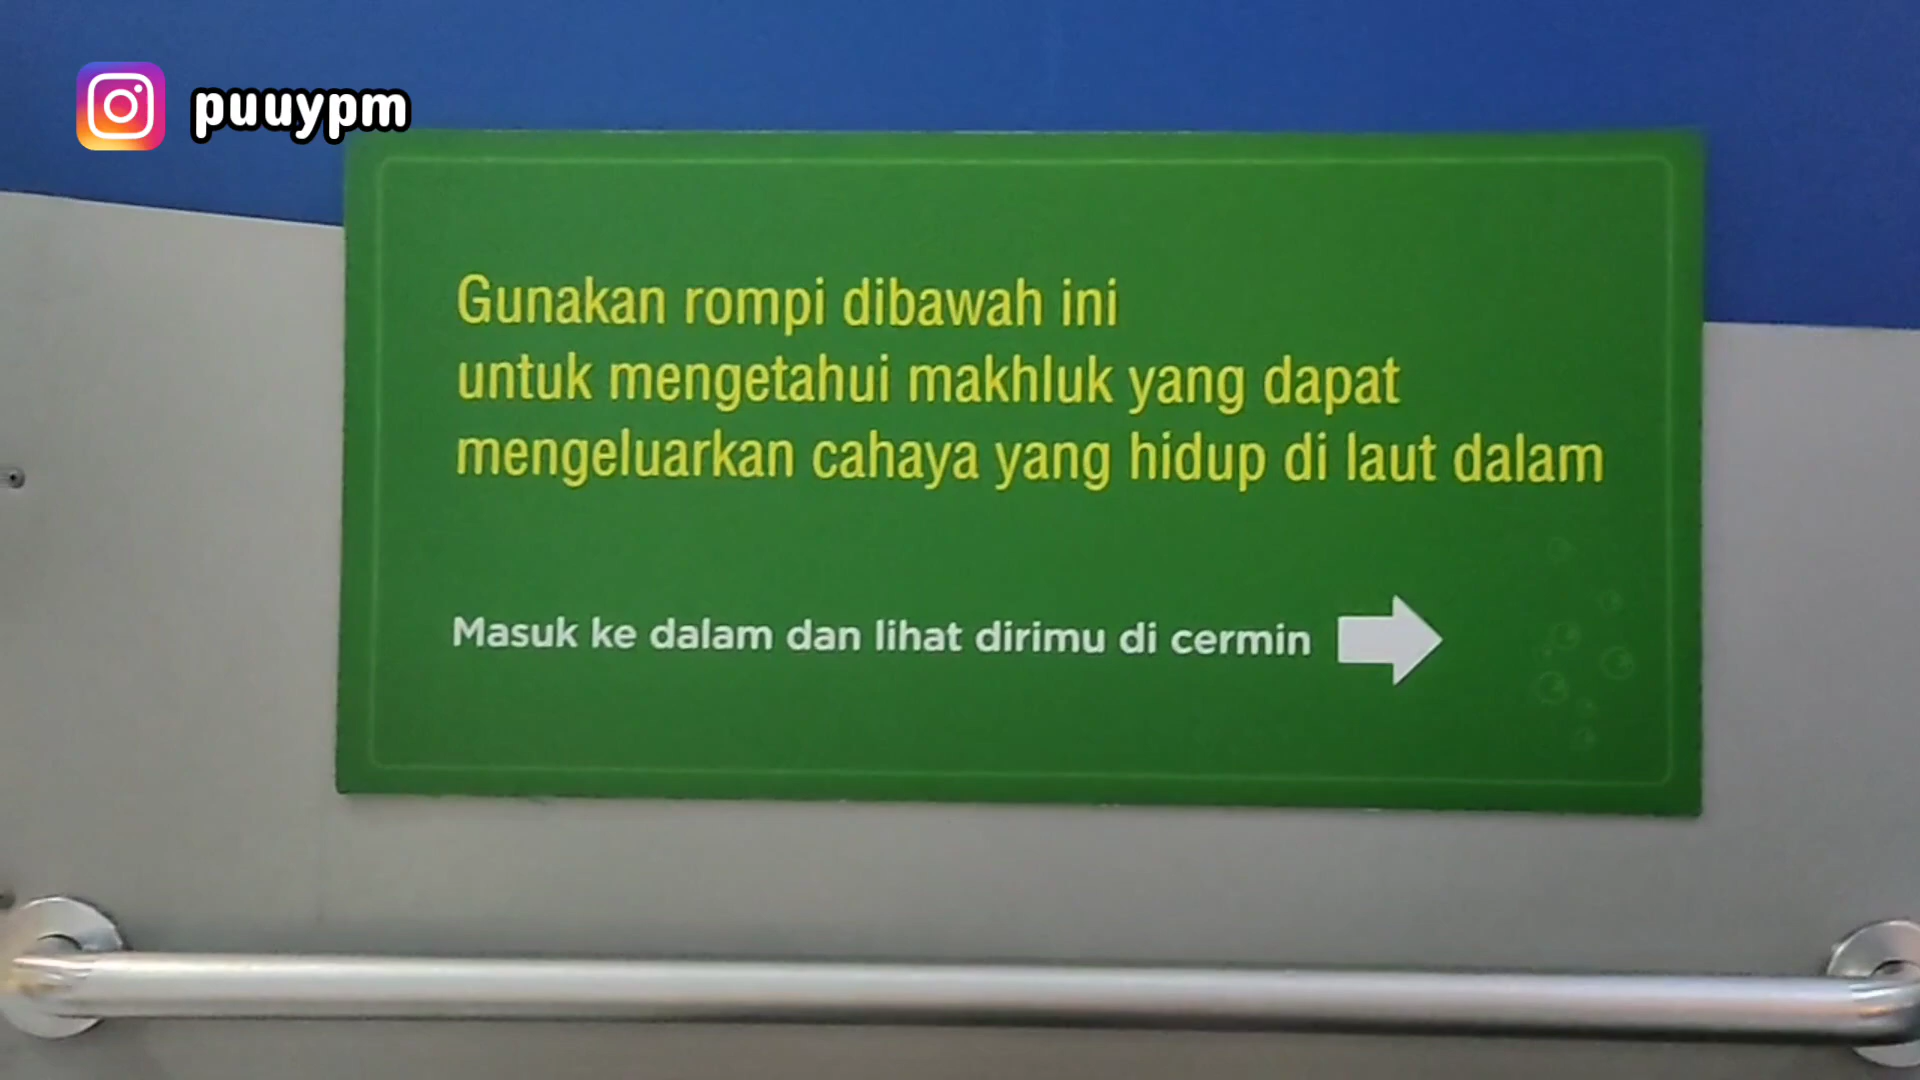 puuypm
Gunakan rompi dibawah ini
untuk mengetahui makhluk yang dapat
mengeluarkan cahaya yang hidup di laut dalam
Masuk ke dalam dan lihat dirimu di cermin